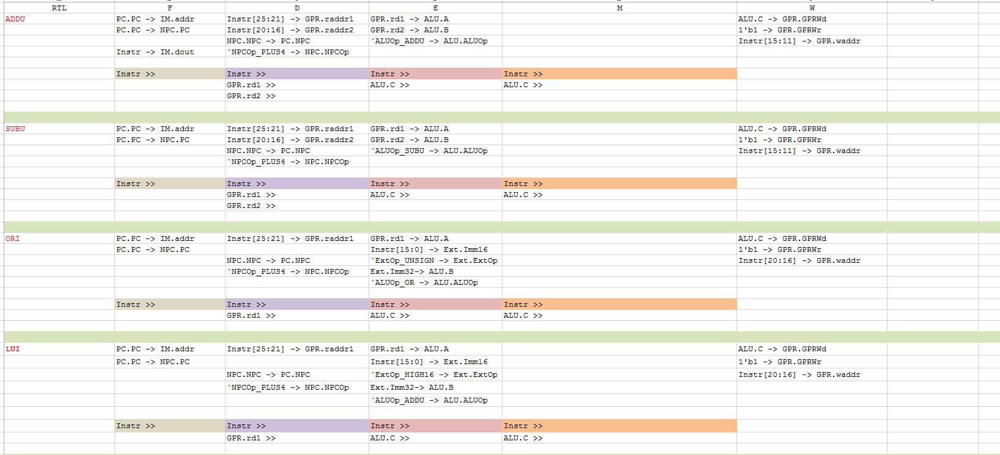 RTL F D E M W
ADDU PC.PC -> IM.addr Instr[25:21] -> GPR.raddr1 GPR.rd1 -> ALU.A ALU.C -> GPR.GPRWd
PC.PC -> NPC.PC Instr[20:16] -> GPR.raddr2 GPR.rd2 -> ALU.B 1'b1 -> GPR.GPRWr
NPC.NPC -> PC.NPC `ALUOp_ADDU -> ALU.ALUOp Instr[15:11] -> GPR.waddr
Instr -> IM.dout `NPCOp_PLUS4 -> NPC.NPCOp
Instr >> Instr >> Instr >> Instr >>
GPR.rd1 >> ALU.C >> ALU.C >>
GPR.rd2 >>
SUBU PC.PC -> IM.addr Instr[25:21] -> GPR.raddr1 GPR.rd1 -> ALU.A ALU.C -> GPR.GPRWd
PC.PC -> NPC.PC Instr[20:16] -> GPR.raddr2 GPR.rd2 -> ALU.B 1'b1 -> GPR.GPRWr
NPC.NPC -> PC.NPC `ALUOp_SUBU -> ALU.ALUOp Instr[15:11] -> GPR.waddr
`NPCOp_PLUS4 -> NPC.NPCOp
Instr >> Instr >> Instr >> Instr >>
GPR.rd1 >> ALU.C >> ALU.C >>
GPR.rd2 >>
ORI PC.PC -> IM.addr Instr[25:21] -> GPR.raddr1 GPR.rd1 -> ALU.A ALU.C -> GPR.GPRWd
PC.PC -> NPC.PC Instr[15:0] -> Ext.Imm16 1'b1 -> GPR.GPRWr
NPC.NPC -> PC.NPC `ExtOp_UNSIGN -> Ext.ExtOp Instr[20:16] -> GPR.waddr
`NPCOp_PLUS4 -> NPC.NPCOp Ext.Imm32-> ALU.B
`ALUOp_OR -> ALU.ALUOp
Instr >> Instr >> Instr >> Instr >>
GPR.rd1 >> ALU.C >> ALU.C >>
LUI PC.PC -> IM.addr Instr[25:21] -> GPR.raddr1 GPR.rd1 -> ALU.A ALU.C -> GPR.GPRWd
PC.PC -> NPC.PC Instr[15:0] -> Ext.Imm16 1'b1 -> GPR.GPRWr
NPC.NPC -> PC.NPC `ExtOp_HIGH16 -> Ext.ExtOp Instr[20:16] -> GPR.waddr
`NPCOp_PLUS4 -> NPC.NPCOp Ext.Imm32-> ALU.B
`ALUOp_ADDU -> ALU.ALUOp
Instr >> Instr >> Instr >> Instr >>
GPR.rd1 >> ALU.C >> ALU.C >>